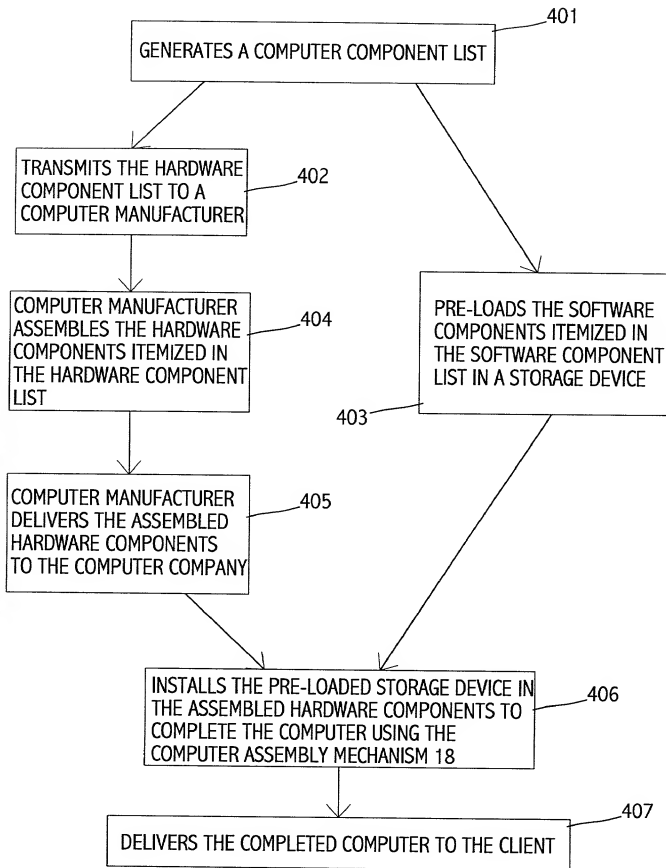 401
GENERATES A COMPUTER COMPONENT LIST
TRANSMITS THE HARDWARE
COMPONENT LIST TO A
COMPUTER MANUFACTURER
402
COMPUTER MANUFACTURER
ASSEMBLES THE HARDWARE
COMPONENTS ITEMIZED IN
THE HARDWARE COMPONENT
LIST
404
PRE-LOADS THE SOFTWARE
COMPONENTS ITEMIZED IN
THE SOFTWARE COMPONENT
LIST IN A STORAGE DEVICE
403
COMPUTER MANUFACTURER
DELIVERS THE ASSEMBLED
HARDWARE COMPONENTS
TO THE COMPUTER COMPANY
405
INSTALLS THE PRE-LOADED STORAGE DEVICE IN
THE ASSEMBLED HARDWARE COMPONENTS TO
COMPLETE THE COMPUTER USING THE
COMPUTER ASSEMBLY MECHANISM 18
406
407
DELIVERS THE COMPLETED COMPUTER TO THE CLIENT